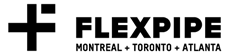 FLEXPIPE
MONTREAL + TORONTO + ATLANTA